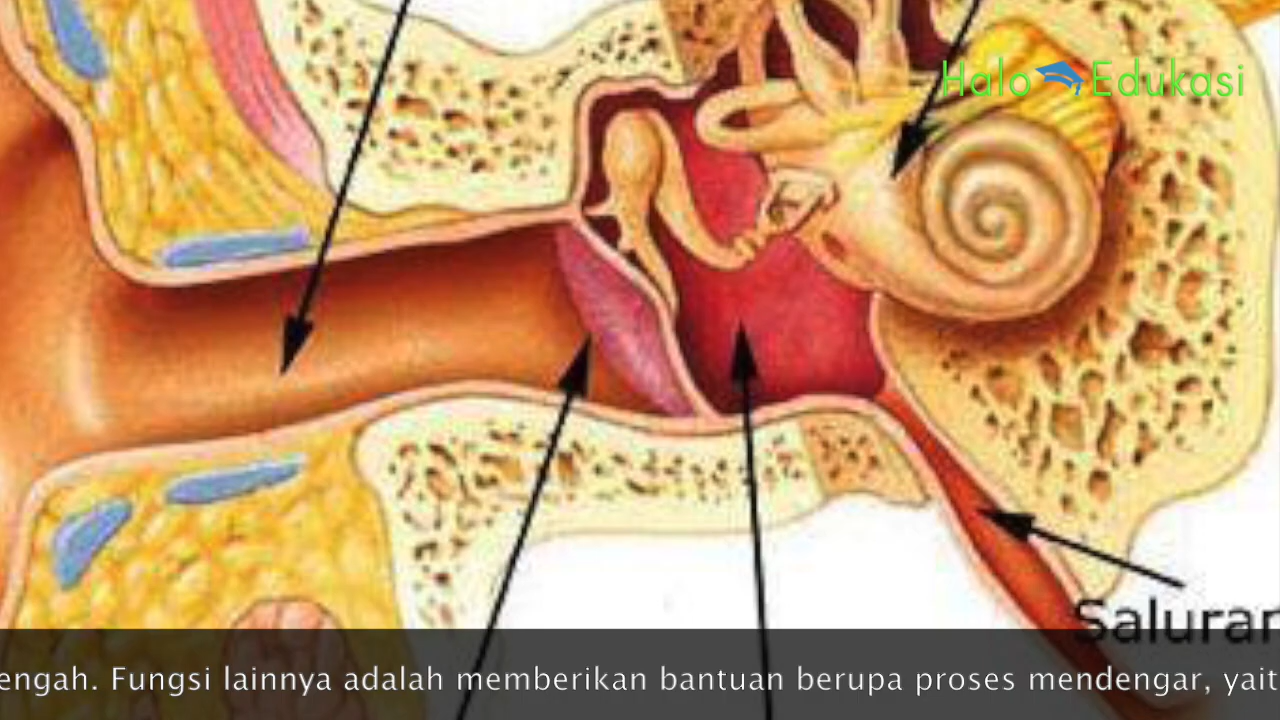 Halo Edukasi
Saluran
engah. Fungsi lainnya adalah memberikan bantuan berupa proses mendengar, yait